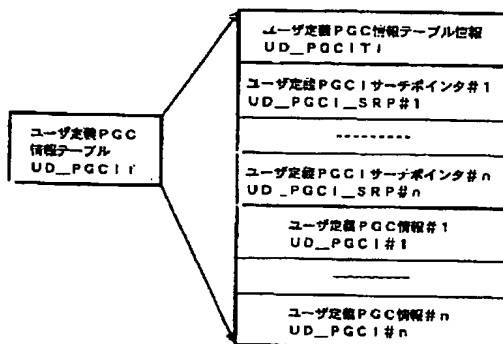 ユーザ定義PGC
情報テーブル
UD_PGCIT
ユーザ定義PGC情報テーブル情報
UD_PGCITI
ユーザ定義PGCIサーチポインタ#1
UD_PGCI_SRP#1
ユーザ定義PGCIサーチポインタ#n
UD_PGCI_SRP#n
ユーザ定義PGC情報#1
UD_PGCI#1
ユーザ定義PGC情報#n
UD_PGCI#n